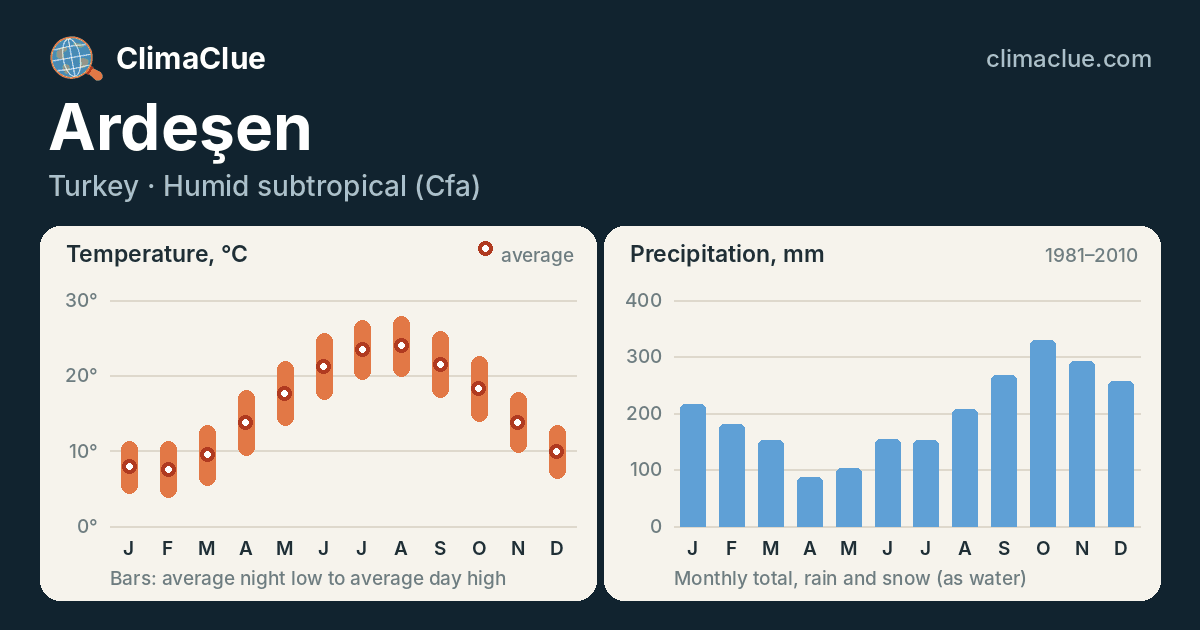 ClimaClue
climaclue.com
Ardeşen
Turkey · Humid subtropical (Cfa)
Temperature, °C
average
30°
20°
10°
0°
J F M A M J J A S O N D
Bars: average night low to average day high
Precipitation, mm
1981–2010
400
300
200
100
0
J F M A M J J A S O N D
Monthly total, rain and snow (as water)